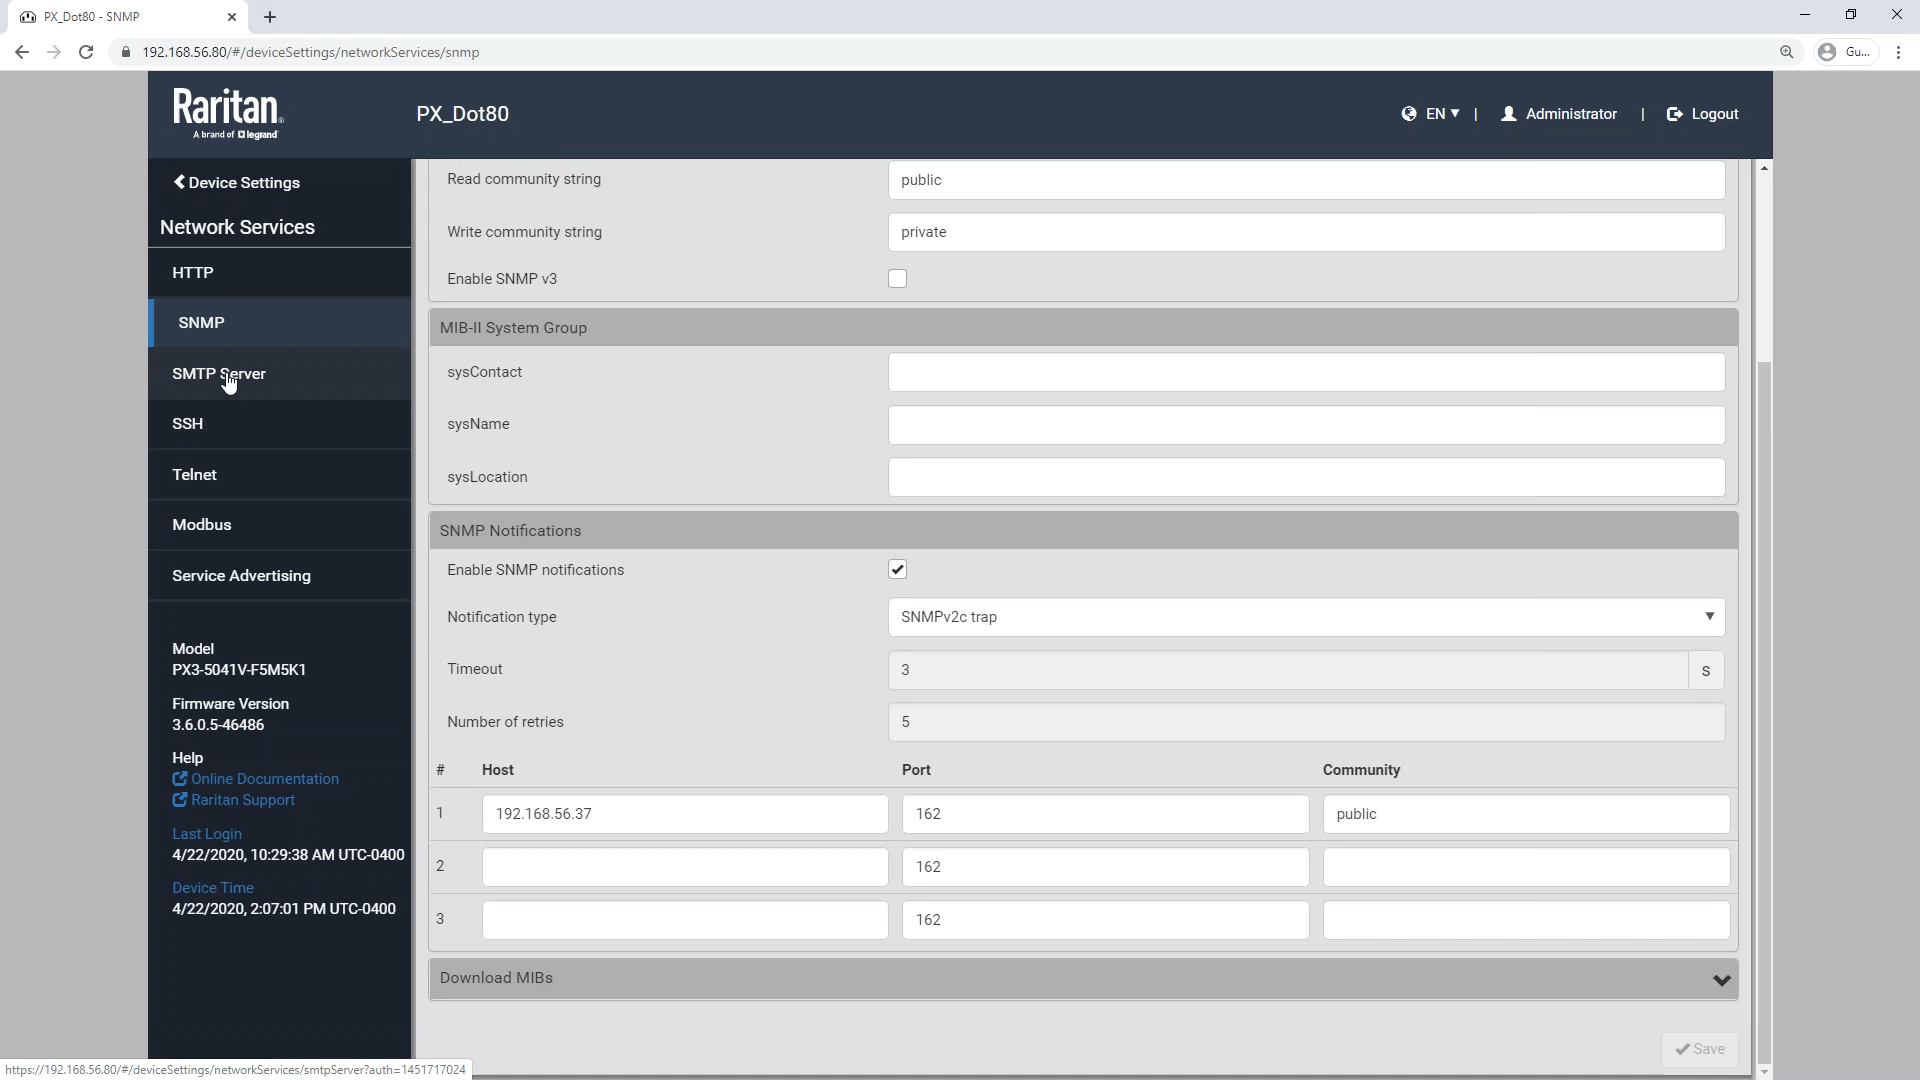 PX_Dot80 - SNMP
192.168.56.80/#/deviceSettings/networkServices/snmp
Gu...
Raritan.
A brand of legrand
PX_Dot80
EN ▼ | Administrator | Logout
Device Settings
Network Services
HTTP
SNMP
SMTP Server
SSH
Telnet
Modbus
Service Advertising
Model
PX3-5041V-F5M5K1
Firmware Version
3.6.0.5-46486
Help
Online Documentation
Raritan Support
Last Login
4/22/2020, 10:29:38 AM UTC-0400
Device Time
4/22/2020, 2:07:01 PM UTC-0400
Read community string public
Write community string private
Enable SNMP v3
MIB-II System Group
sysContact
sysName
sysLocation
SNMP Notifications
Enable SNMP notifications
Notification type SNMPv2c trap
Timeout 3 s
Number of retries 5
# Host Port Community
1 192.168.56.37 162 public
2 162
3 162
Download MIBs
Save
https://192.168.56.80/#/deviceSettings/networkServices/smtpServer?auth=1451717024